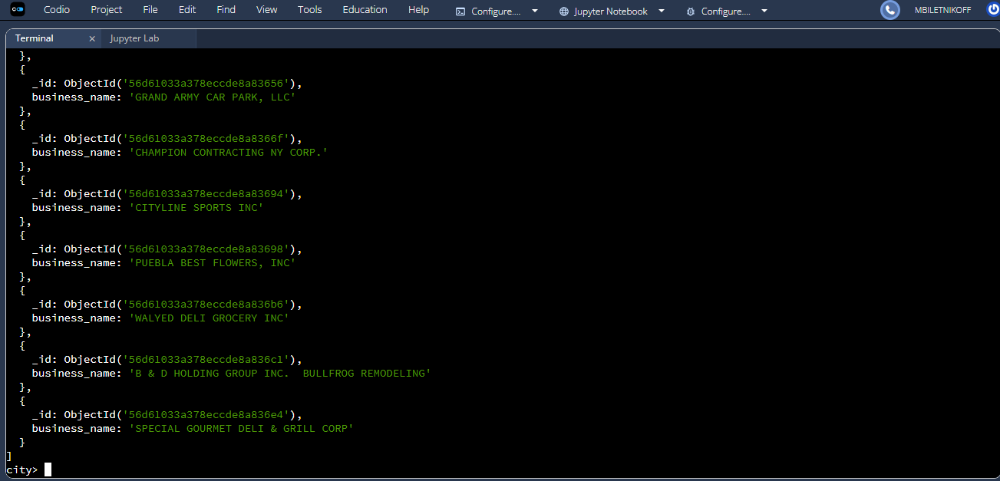 Codio Project File Edit Find View Tools Education Help Configure.... Jupyter Notebook Configure.... MBILETNIKOFF
Terminal × Jupyter Lab
},
{
_id: ObjectId('56d61033a378eccde8a83656'),
business_name: 'GRAND ARMY CAR PARK, LLC'
},
{
_id: ObjectId('56d61033a378eccde8a8366f'),
business_name: 'CHAMPION CONTRACTING NY CORP.'
},
{
_id: ObjectId('56d61033a378eccde8a83694'),
business_name: 'CITYLINE SPORTS INC'
},
{
_id: ObjectId('56d61033a378eccde8a83698'),
business_name: 'PUEBLA BEST FLOWERS, INC'
},
{
_id: ObjectId('56d61033a378eccde8a836b6'),
business_name: 'WALYED DELI GROCERY INC'
},
{
_id: ObjectId('56d61033a378eccde8a836c1'),
business_name: 'B & D HOLDING GROUP INC.  BULLFROG REMODELING'
},
{
_id: ObjectId('56d61033a378eccde8a836e4'),
business_name: 'SPECIAL GOURMET DELI & GRILL CORP'
}
]
city>